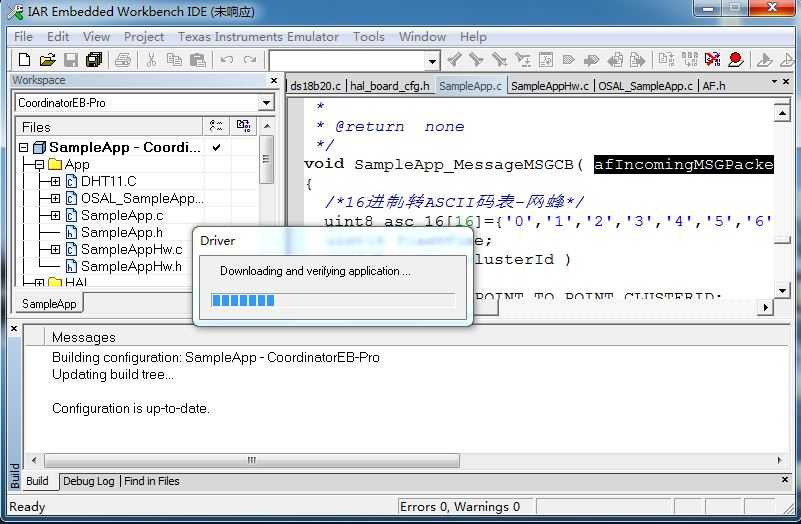 IAR Embedded Workbench IDE (未响应)
File Edit View Project Texas Instruments Emulator Tools Window Help
Workspace
CoordinatorEB-Pro
Files
SampleApp - Coordi...
App
DHT11.C
OSAL_SampleApp...
SampleApp.c
SampleApp.h
SampleAppHw.c
SampleAppHw.h
HAL
SampleApp
ds18b20.c hal_board_cfg.h SampleApp.c SampleAppHw.c OSAL_SampleApp.c AF.h
*
* @return none
*/
void SampleApp_MessageMSGCB( afIncomingMSGPacke
{
/*16进制转ASCII码表-网蜂*/
uint8 asc_16[16]={'0','1','2','3','4','5','6'
e;
clusterId )
POINT_TO_POINT_CLUSTERID:
Driver
Downloading and verifying application ...
Messages
Building configuration: SampleApp - CoordinatorEB-Pro
Updating build tree...
Configuration is up-to-date.
Build
Build Debug Log Find in Files
Ready Errors 0, Warnings 0